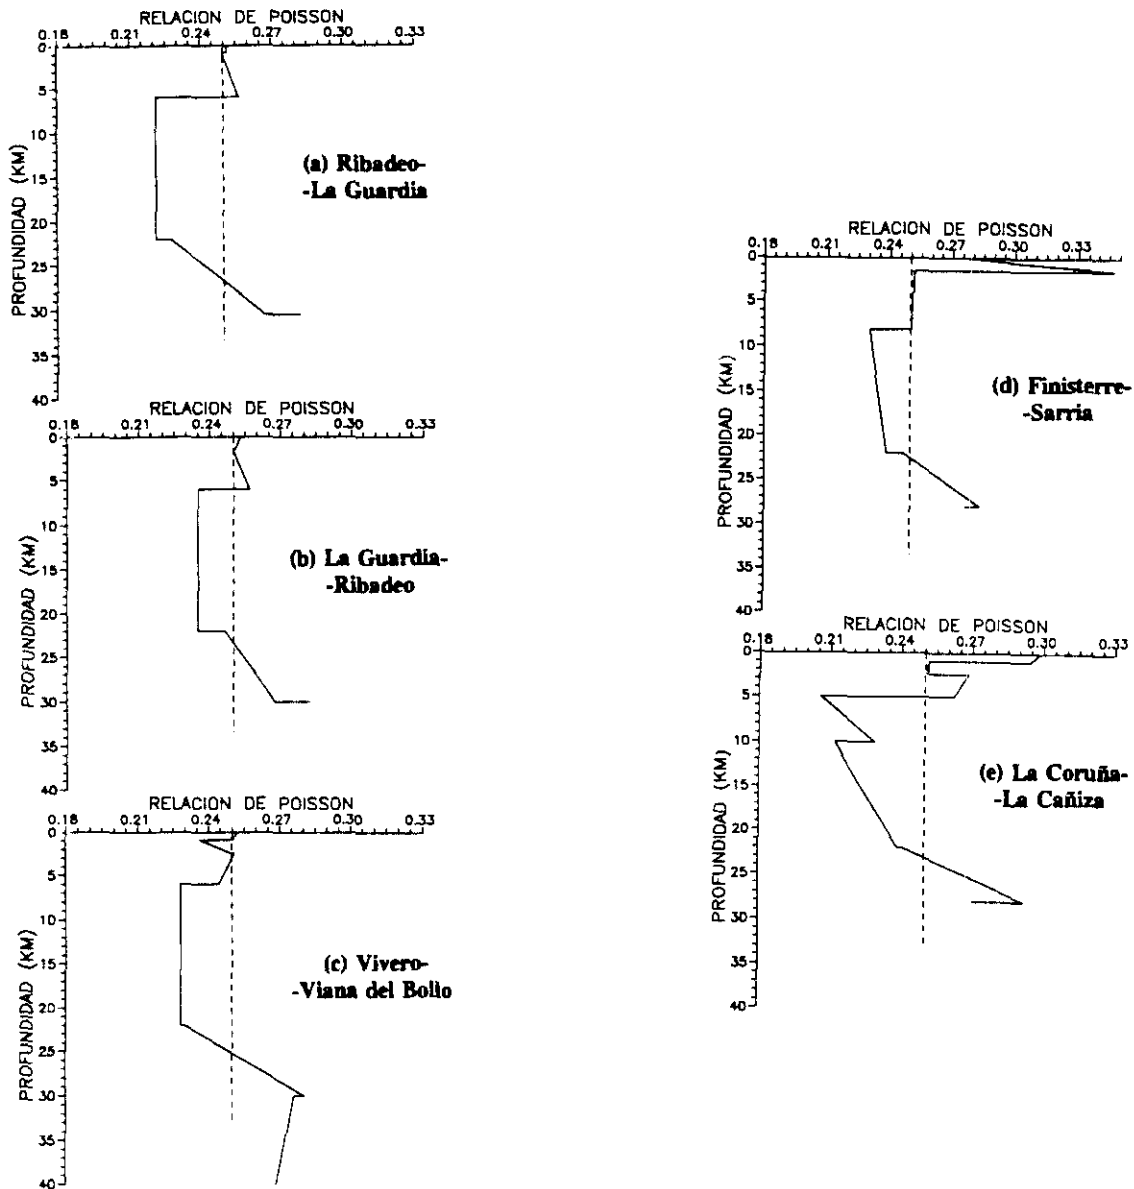 RELACION DE POISSON
0.18 0.21 0.24 0.27 0.30 0.33
0
5
10
15
20
25
30
35
40
PROFUNDIDAD (KM)
(a) Ribadeo-
-La Guardia
RELACION DE POISSON
0.18 0.21 0.24 0.27 0.30 0.33
0
5
10
15
20
25
30
35
40
PROFUNDIDAD (KM)
(b) La Guardia-
-Ribadeo
RELACION DE POISSON
0.18 0.21 0.24 0.27 0.30 0.33
0
5
10
15
20
25
30
35
40
PROFUNDIDAD (KM)
(c) Vivero-
-Viana del Bollo
RELACION DE POISSON
0.18 0.21 0.24 0.27 0.30 0.33
0
5
10
15
20
25
30
35
40
PROFUNDIDAD (KM)
(d) Finisterre-
-Sarria
RELACION DE POISSON
0.18 0.21 0.24 0.27 0.30 0.33
0
5
10
15
20
25
30
35
40
PROFUNDIDAD (KM)
(e) La Coruña-
-La Cañiza